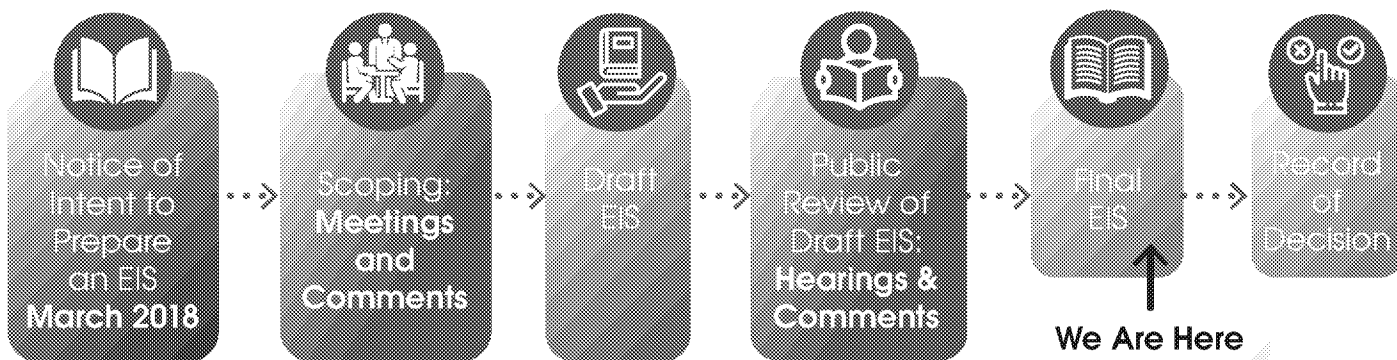 Notice of
Intent to
Prepare
an EIS
March 2018
Scoping:
Meetings
and
Comments
Draft
EIS
Public
Review of
Draft EIS:
Hearings &
Comments
Final
EIS
We Are Here
Record
of
Decision